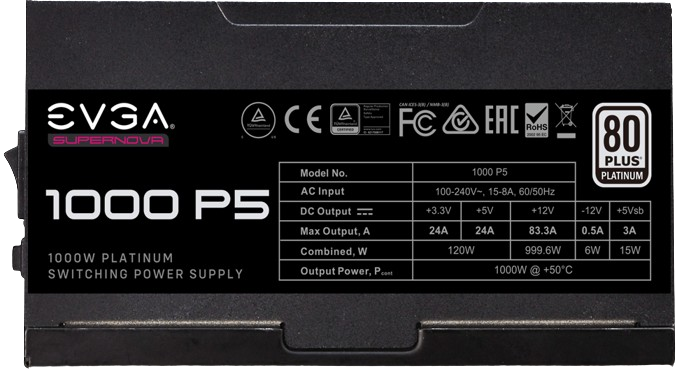 EVGA
SUPERNOVA
1000 P5
1000W PLATINUM
SWITCHING POWER SUPPLY
CE
FC
EAC
RoHS
80
PLUS
PLATINUM
Model No. 1000 P5
AC Input 100-240V~, 15-8A, 60/50Hz
DC Output +3.3V +5V +12V -12V +5Vsb
Max Output, A 24A 24A 83.3A 0.5A 3A
Combined, W 120W 999.6W 6W 15W
Output Power, Pcont 1000W @ +50°C